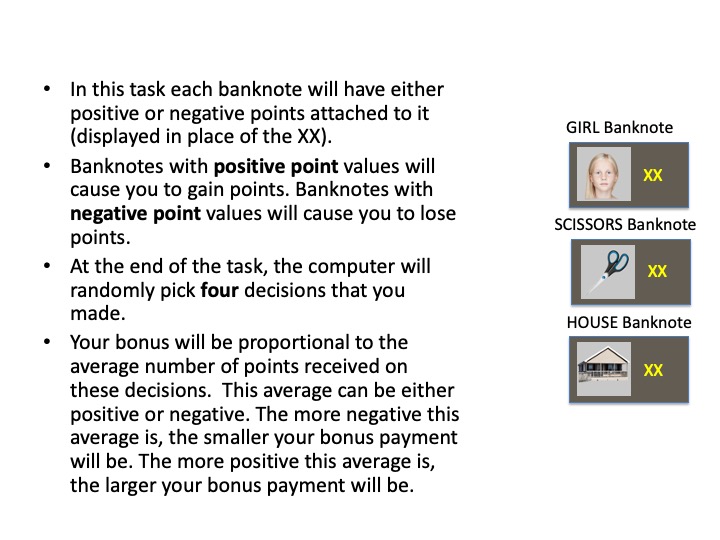 • In this task each banknote will have either
positive or negative points attached to it
(displayed in place of the XX).
• Banknotes with positive point values will
cause you to gain points. Banknotes with
negative point values will cause you to lose
points.
• At the end of the task, the computer will
randomly pick four decisions that you
made.
• Your bonus will be proportional to the
average number of points received on
these decisions.  This average can be either
positive or negative. The more negative this
average is, the smaller your bonus payment
will be. The more positive this average is,
the larger your bonus payment will be.
GIRL Banknote
XX
SCISSORS Banknote
XX
HOUSE Banknote
XX